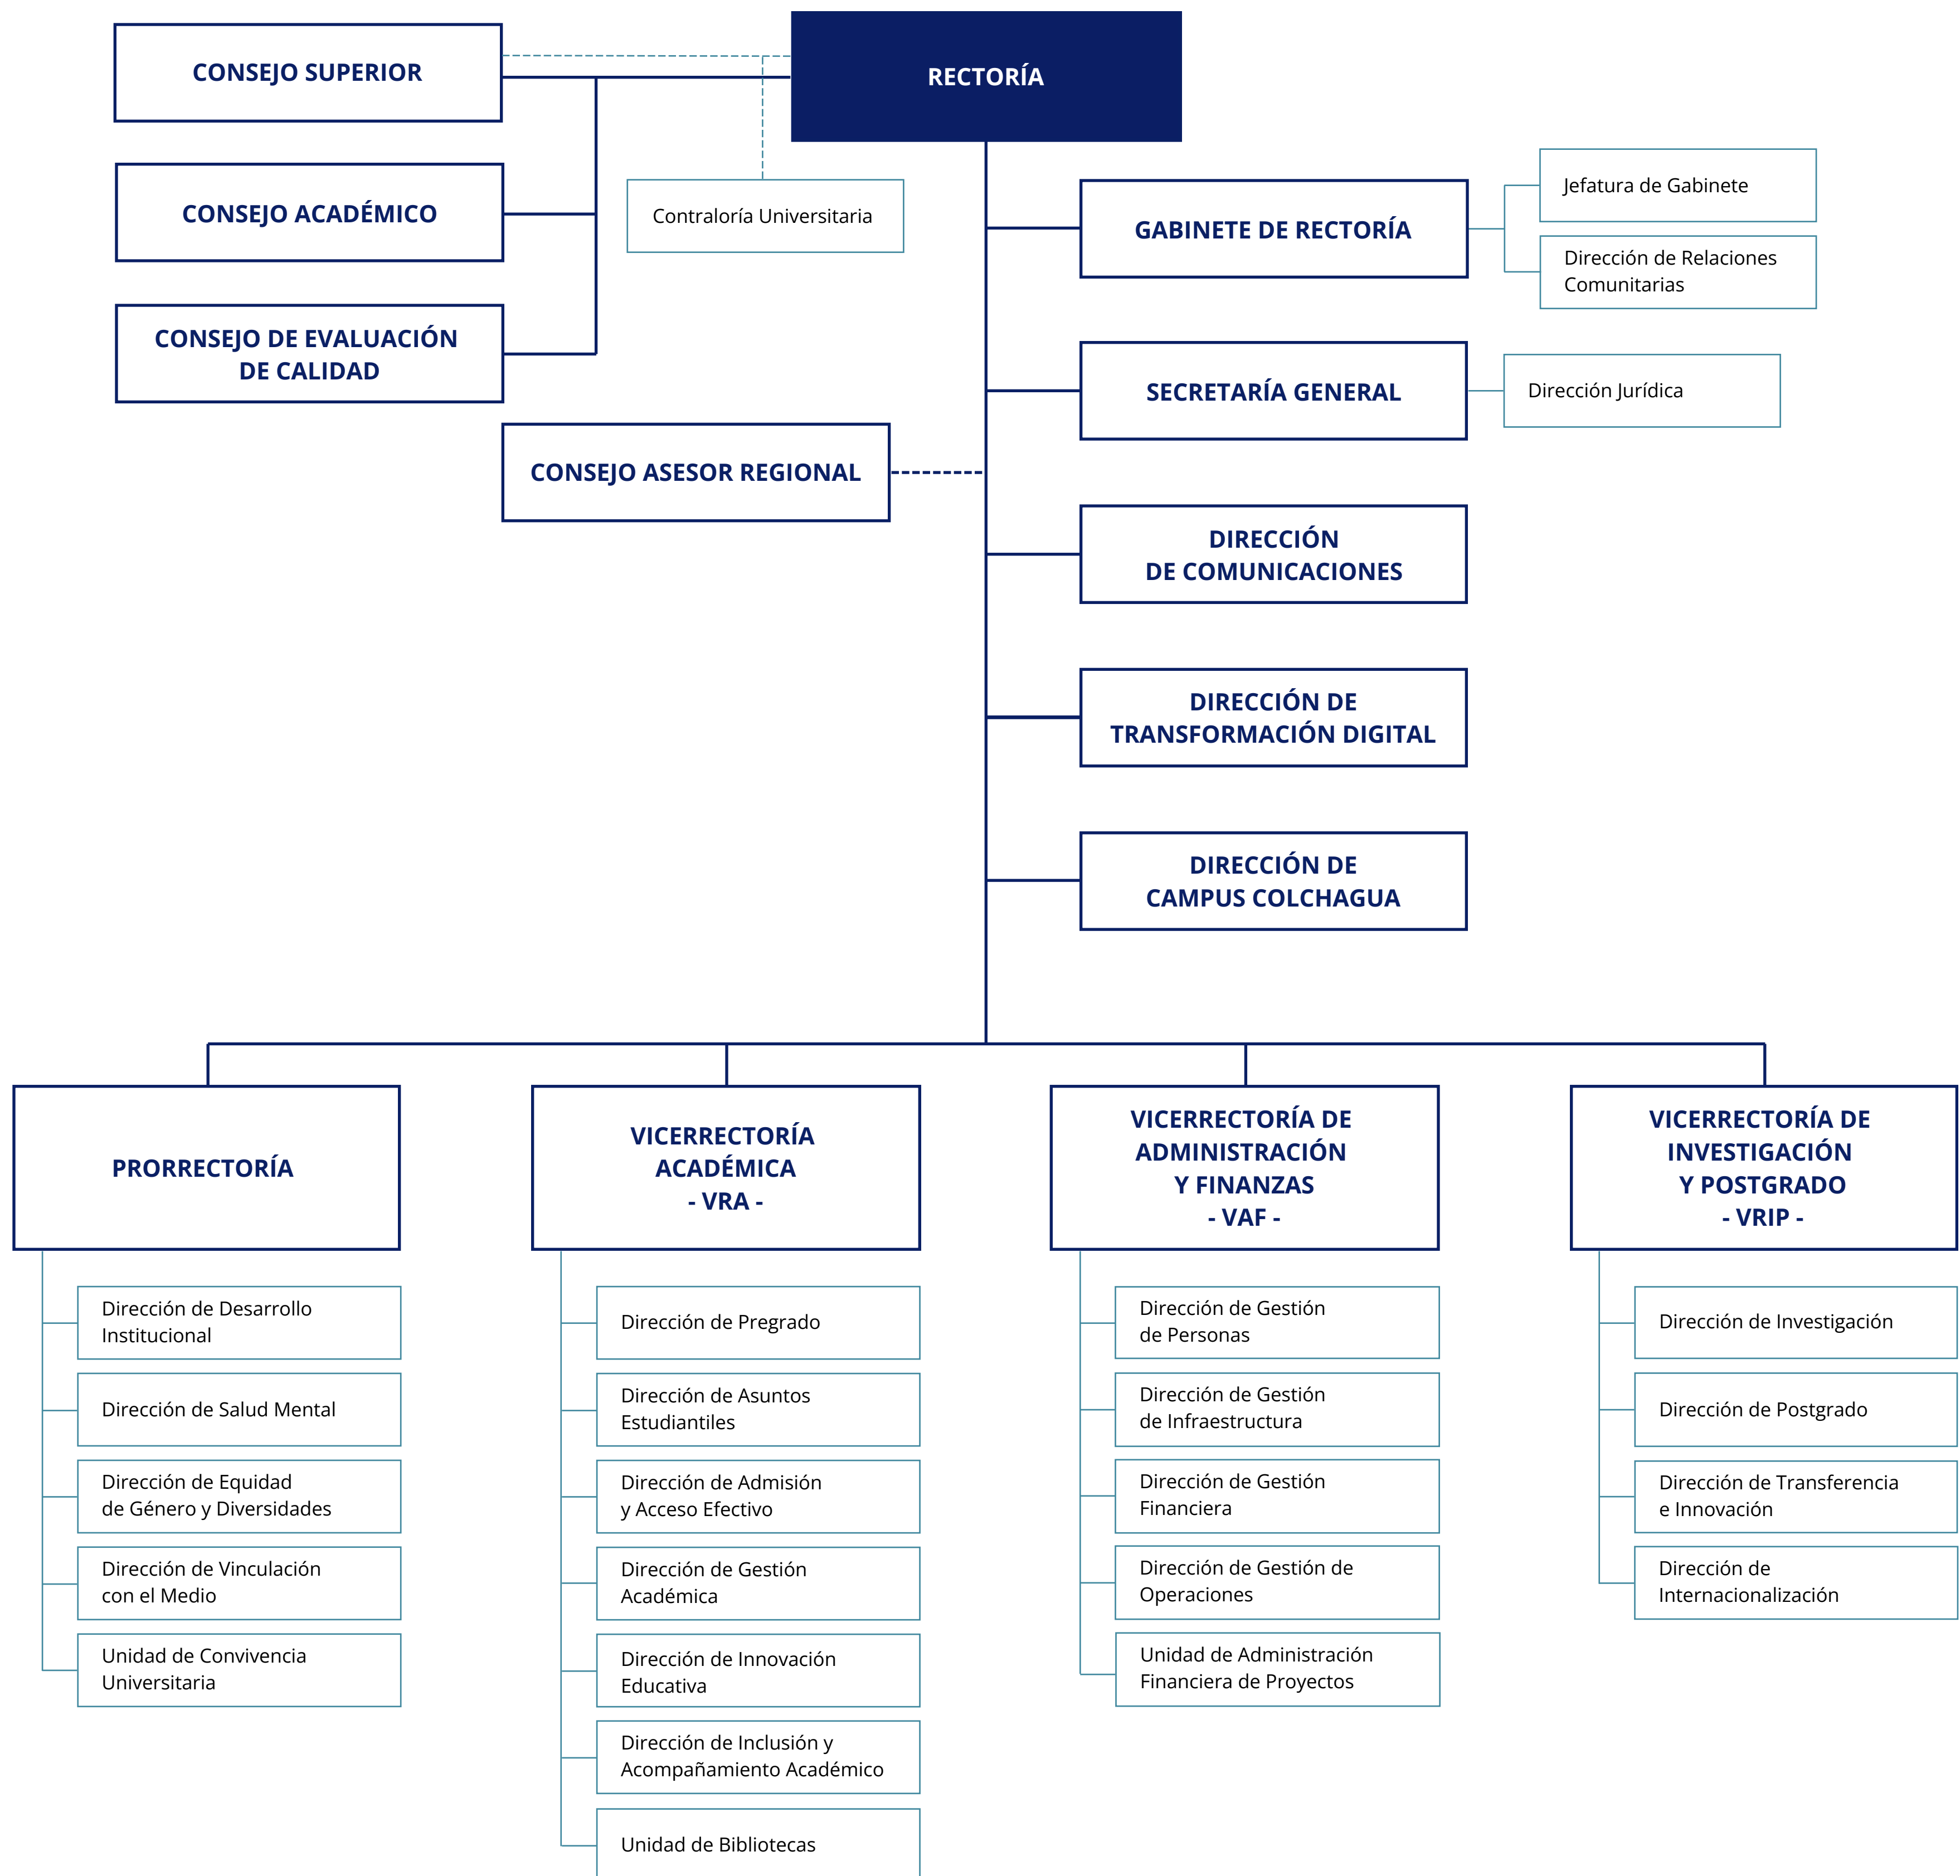 CONSEJO SUPERIOR
RECTORÍA
CONSEJO ACADÉMICO
Contraloría Universitaria
CONSEJO DE EVALUACIÓN
DE CALIDAD
CONSEJO ASESOR REGIONAL
GABINETE DE RECTORÍA
Jefatura de Gabinete
Dirección de Relaciones
Comunitarias
SECRETARÍA GENERAL
Dirección Jurídica
DIRECCIÓN
DE COMUNICACIONES
DIRECCIÓN DE
TRANSFORMACIÓN DIGITAL
DIRECCIÓN DE
CAMPUS COLCHAGUA
PRORRECTORÍA
Dirección de Desarrollo
Institucional
Dirección de Salud Mental
Dirección de Equidad
de Género y Diversidades
Dirección de Vinculación
con el Medio
Unidad de Convivencia
Universitaria
VICERRECTORÍA
ACADÉMICA
- VRA -
Dirección de Pregrado
Dirección de Asuntos
Estudiantiles
Dirección de Admisión
y Acceso Efectivo
Dirección de Gestión
Académica
Dirección de Innovación
Educativa
Dirección de Inclusión y
Acompañamiento Académico
Unidad de Bibliotecas
VICERRECTORÍA DE
ADMINISTRACIÓN
Y FINANZAS
- VAF -
Dirección de Gestión
de Personas
Dirección de Gestión
de Infraestructura
Dirección de Gestión
Financiera
Dirección de Gestión de
Operaciones
Unidad de Administración
Financiera de Proyectos
VICERRECTORÍA DE
INVESTIGACIÓN
Y POSTGRADO
- VRIP -
Dirección de Investigación
Dirección de Postgrado
Dirección de Transferencia
e Innovación
Dirección de
Internacionalización